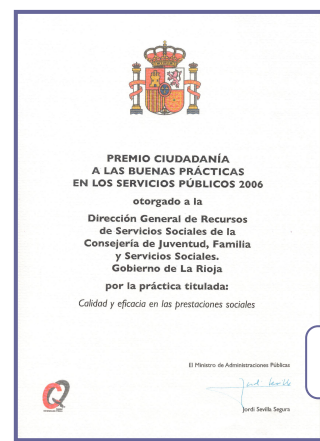 PREMIO CIUDADANÍA
A LAS BUENAS PRÁCTICAS
EN LOS SERVICIOS PÚBLICOS 2006
otorgado a la
Dirección General de Recursos
de Servicios Sociales de la
Consejería de Juventud, Familia
y Servicios Sociales.
Gobierno de La Rioja
por la práctica titulada:
Calidad y eficacia en las prestaciones sociales
El Ministro de Administraciones Públicas
Jordi Sevilla Segura